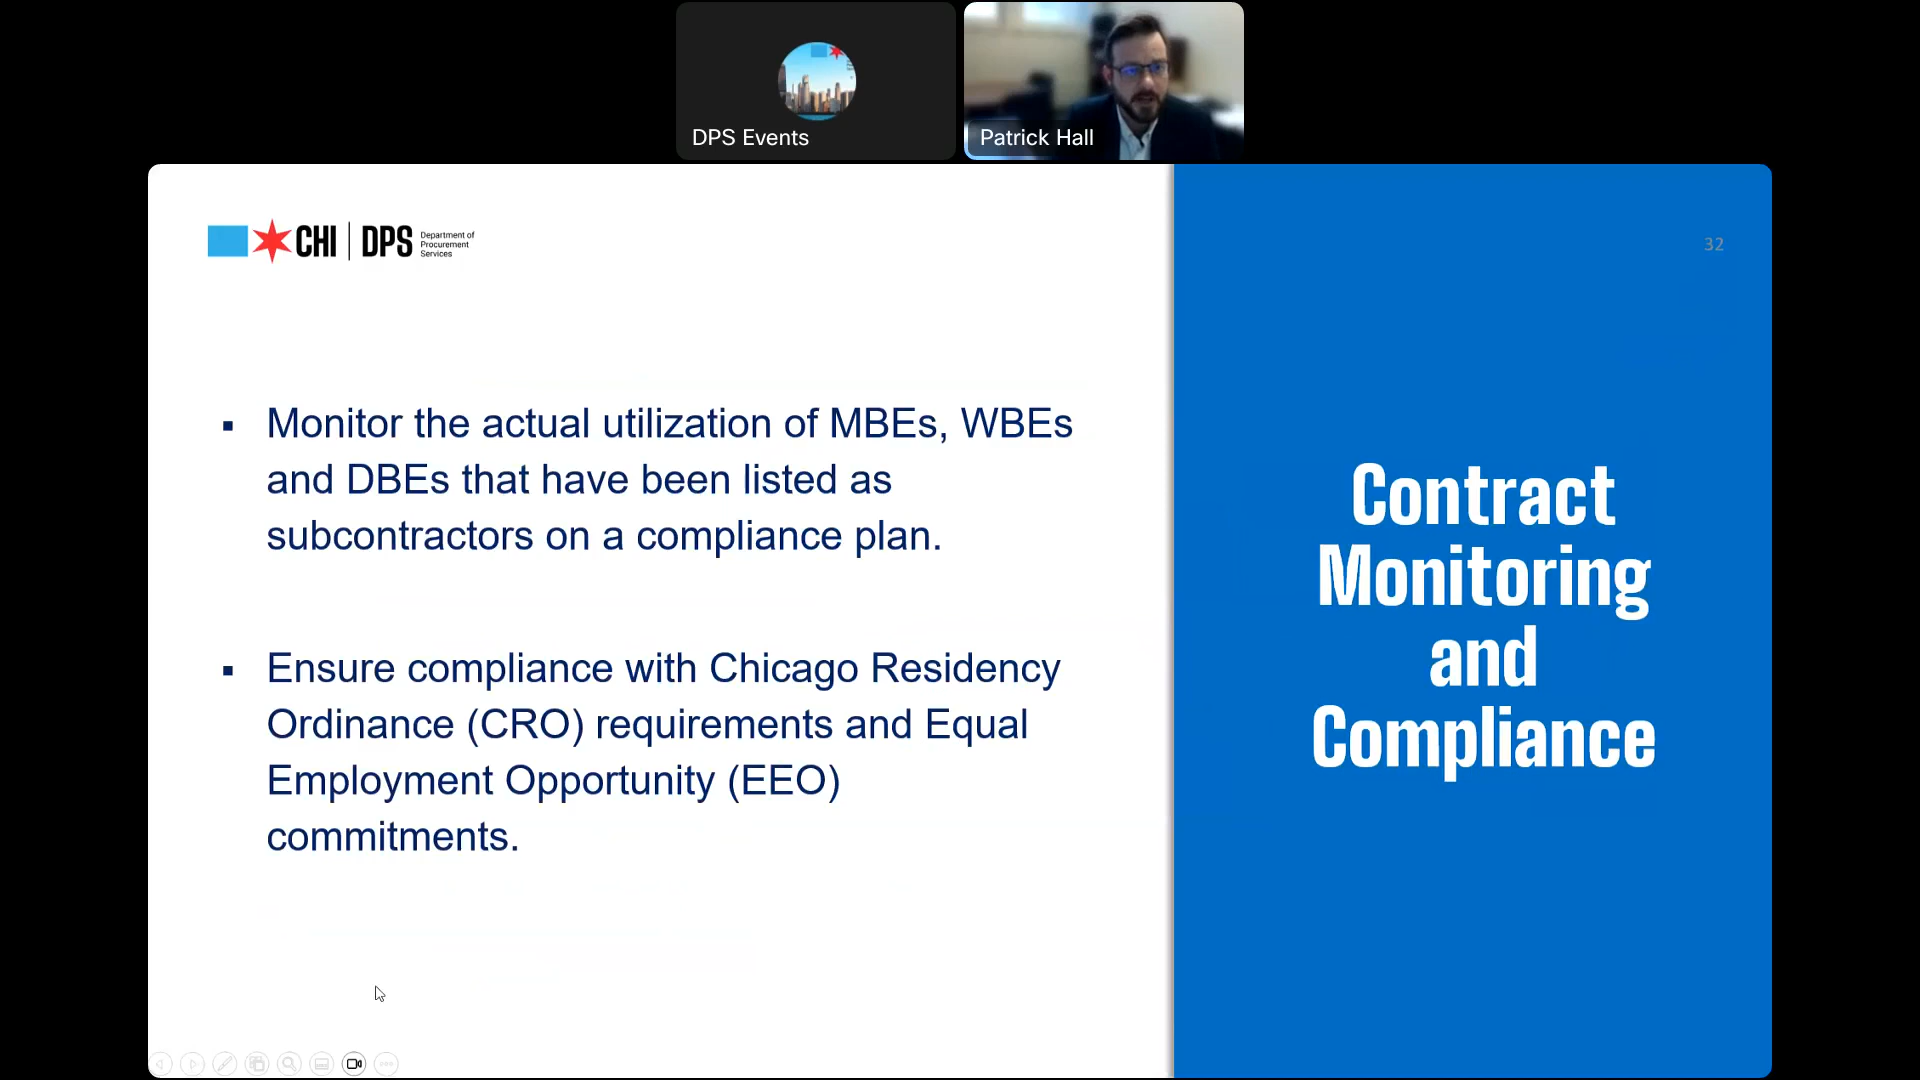 DPS Events
Patrick Hall
CHI | DPS
Department of
Procurement
Services
32
▪ Monitor the actual utilization of MBEs, WBEs
and DBEs that have been listed as
subcontractors on a compliance plan.
▪ Ensure compliance with Chicago Residency
Ordinance (CRO) requirements and Equal
Employment Opportunity (EEO)
commitments.
Contract
Monitoring
and
Compliance